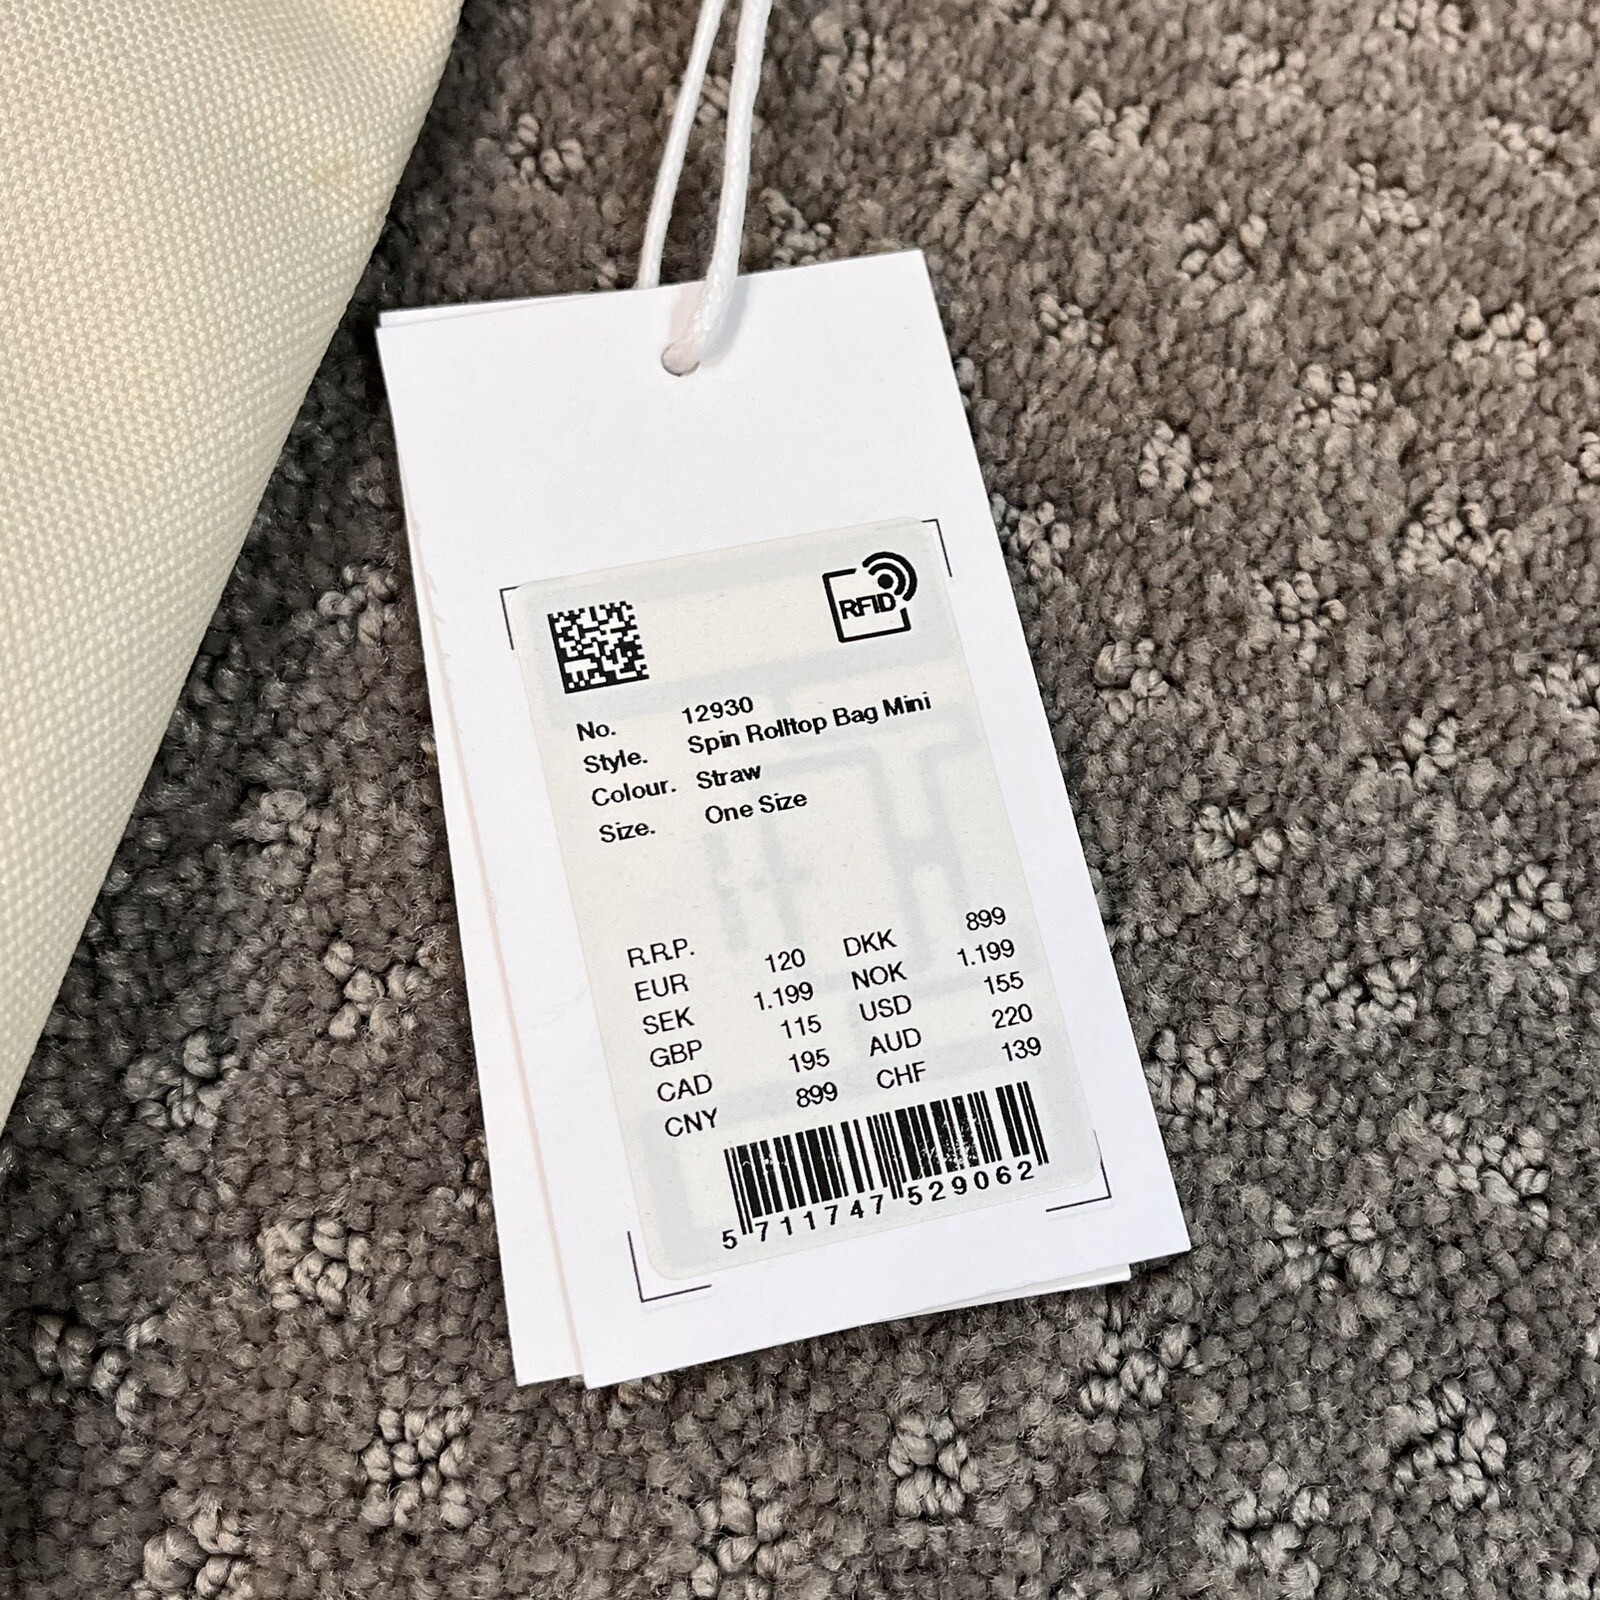 RFID
No. 12930
Style. Spin Rolltop Bag Mini
Colour. Straw
Size. One Size
R.R.P.
EUR 120 DKK 899
SEK 1.199 NOK 1.199
GBP 115 USD 155
CAD 195 AUD 220
CNY 899 CHF 139
5 711747 529062